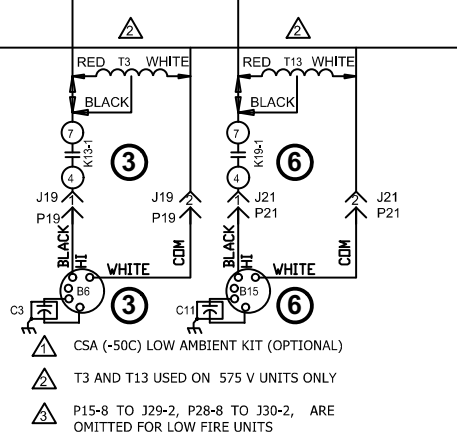 2
2
RED T3 WHITE
RED T13 WHITE
BLACK
BLACK
7
K13-1
4
3
7
K19-1
4
6
J19 1 J19 2
P19 P19
J21 1 2 J21
P21 P21
BLACK
HI
COM
WHITE
BLACK
HI
COM
WHITE
B6
3
C3
B15
6
C11
1 CSA (-50C) LOW AMBIENT KIT (OPTIONAL)
2 T3 AND T13 USED ON 575 V UNITS ONLY
3 P15-8 TO J29-2, P28-8 TO J30-2, ARE
OMITTED FOR LOW FIRE UNITS